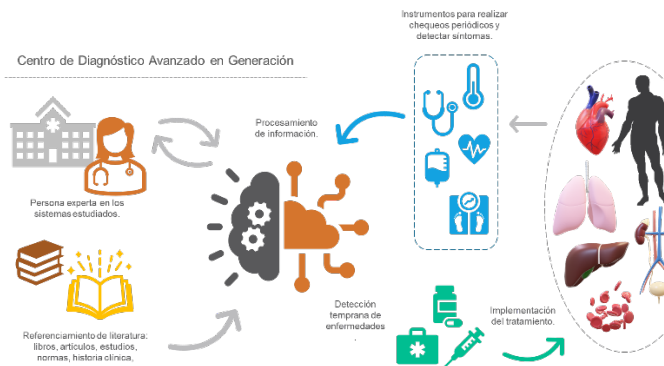 Instrumentos para realizar
chequeos periódicos y
detectar síntomas.
Centro de Diagnóstico Avanzado en Generación
Procesamiento
de información.
Persona experta en los
sistemas estudiados.
Detección
temprana de
enfermedades
.
Implementación
del tratamiento.
Referenciamiento de literatura:
libros, artículos, estudios,
normas, historia clínica,